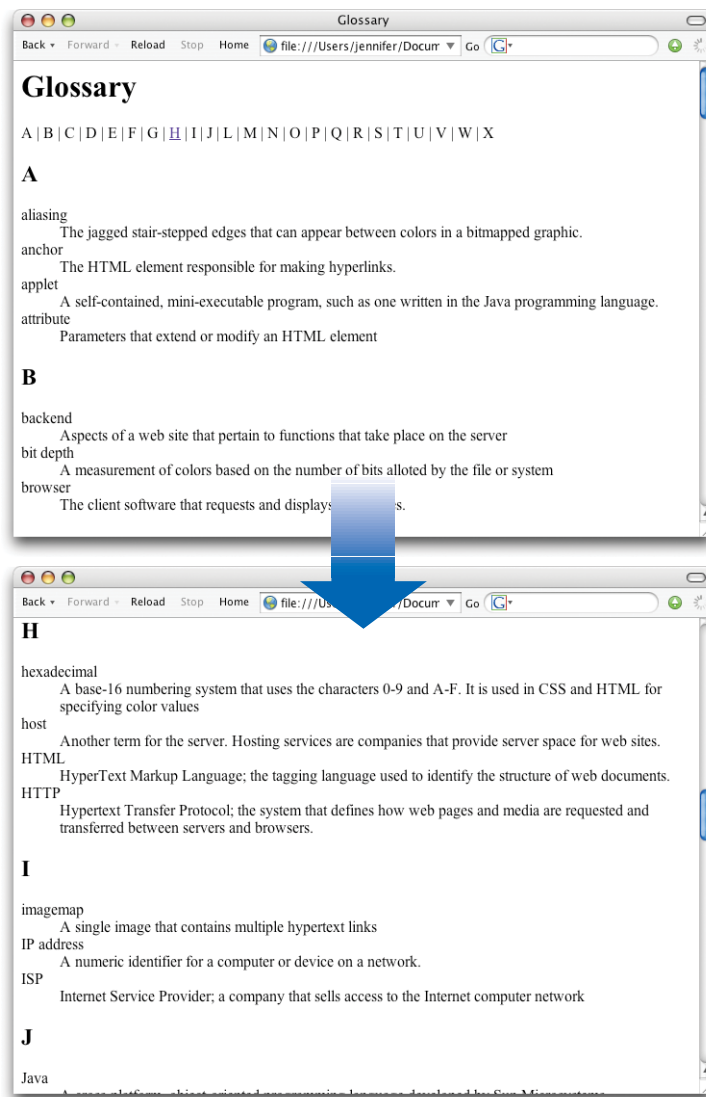 Glossary
Back Forward Reload Stop Home file:///Users/jennifer/Docum Go G
Glossary
A | B | C | D | E | F | G | H | I | J | L | M | N | O | P | Q | R | S | T | U | V | W | X
A
aliasing
The jagged stair-stepped edges that can appear between colors in a bitmapped graphic.
anchor
The HTML element responsible for making hyperlinks.
applet
A self-contained, mini-executable program, such as one written in the Java programming language.
attribute
Parameters that extend or modify an HTML element
B
backend
Aspects of a web site that pertain to functions that take place on the server
bit depth
A measurement of colors based on the number of bits alloted by the file or system
browser
The client software that requests and displays
Back Forward Reload Stop Home file:///Us /Docum Go G
H
hexadecimal
A base-16 numbering system that uses the characters 0-9 and A-F. It is used in CSS and HTML for
specifying color values
host
Another term for the server. Hosting services are companies that provide server space for web sites.
HTML
HyperText Markup Language; the tagging language used to identify the structure of web documents.
HTTP
Hypertext Transfer Protocol; the system that defines how web pages and media are requested and
transferred between servers and browsers.
I
imagemap
A single image that contains multiple hypertext links
IP address
A numeric identifier for a computer or device on a network.
ISP
Internet Service Provider; a company that sells access to the Internet computer network
J
Java